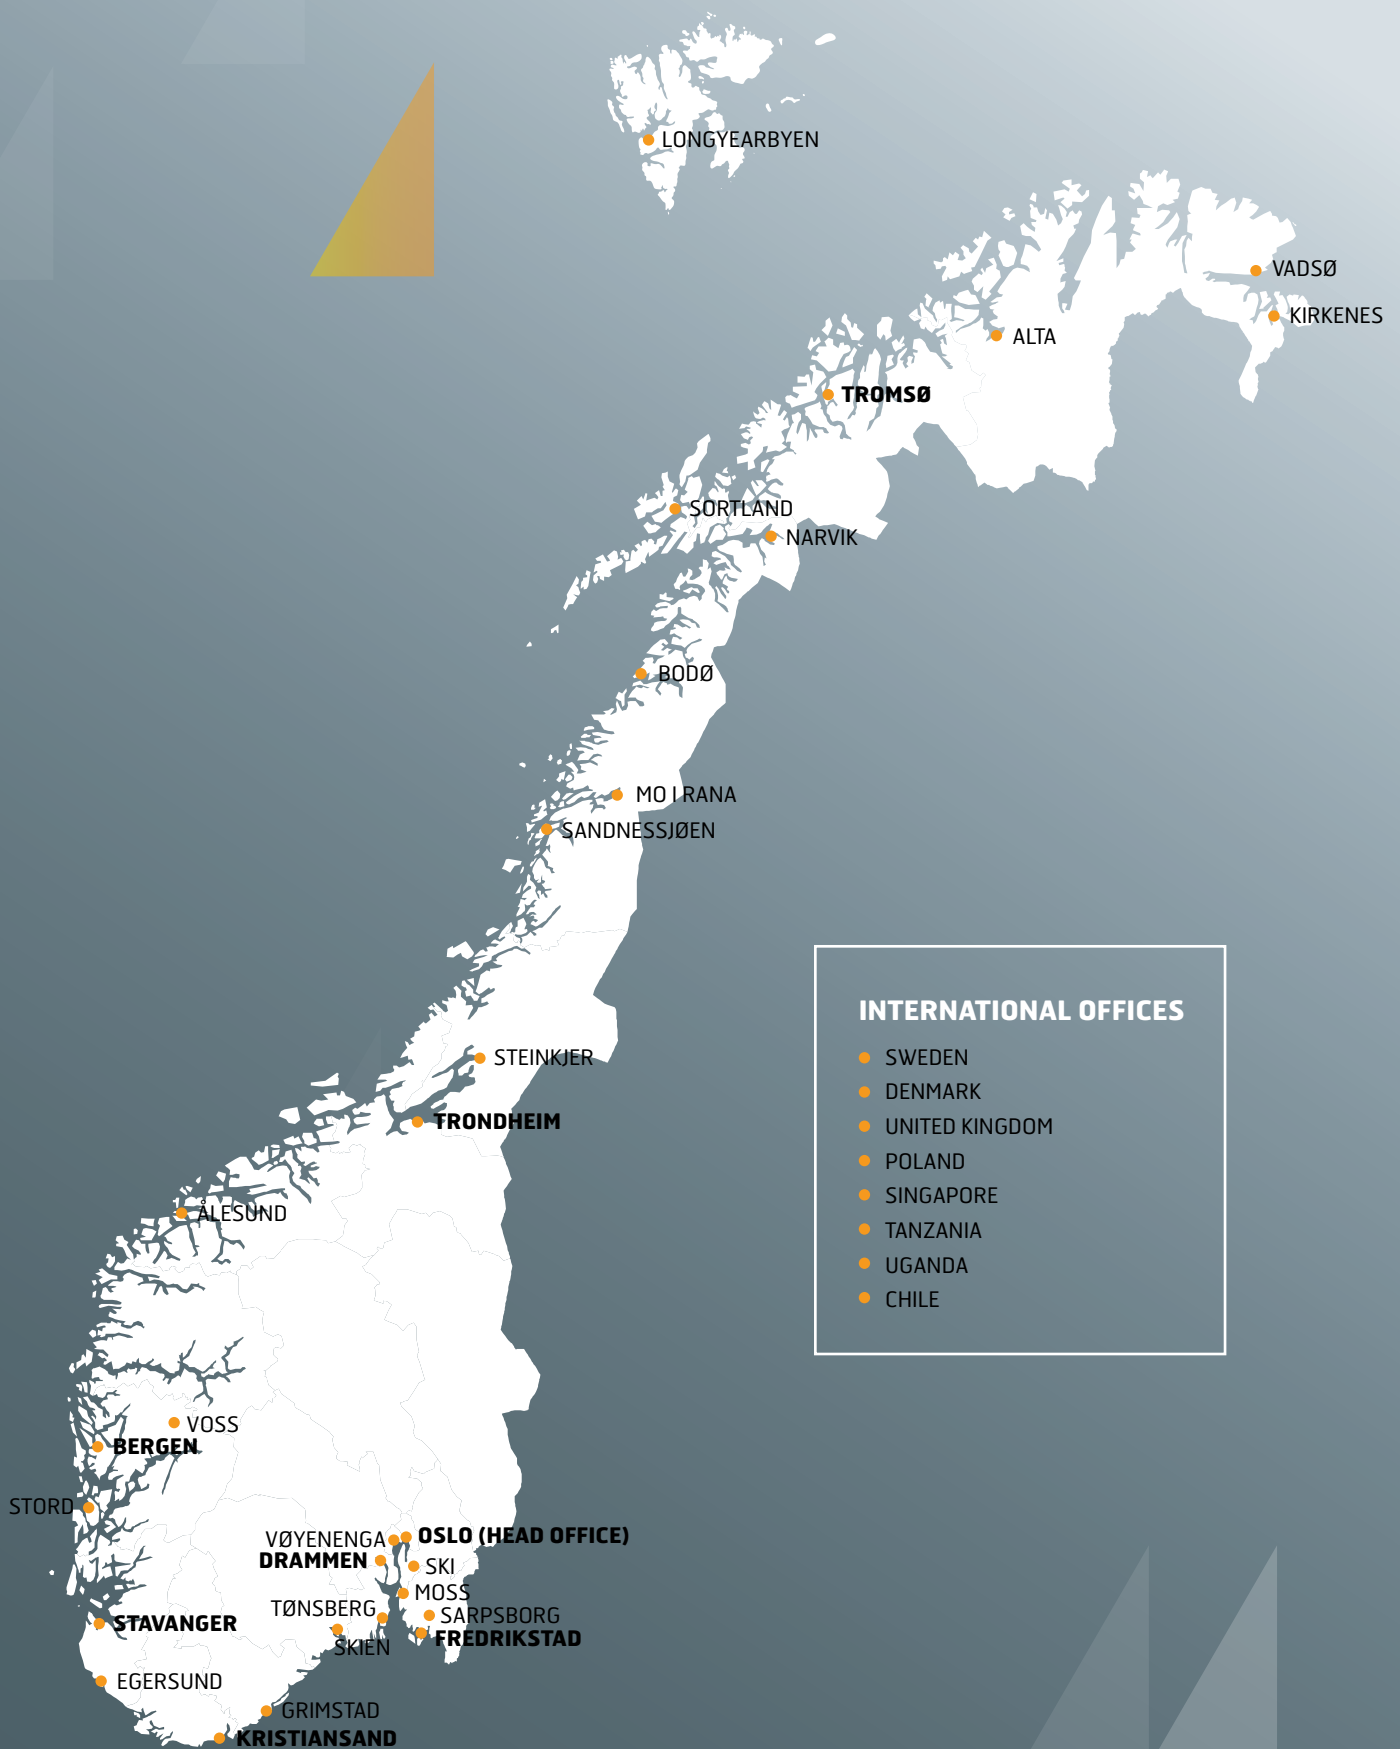 LONGYEARBYEN
VADSØ
KIRKENES
ALTA
TROMSØ
SORTLAND
NARVIK
BODØ
MO I RANA
SANDNESSJØEN
INTERNATIONAL OFFICES
SWEDEN
DENMARK
UNITED KINGDOM
POLAND
SINGAPORE
TANZANIA
UGANDA
CHILE
STEINKJER
TRONDHEIM
ÅLESUND
VOSS
BERGEN
STORD
OSLO (HEAD OFFICE)
VØYENENGA
DRAMMEN
SKI
MOSS
TØNSBERG
SARPSBORG
STAVANGER
FREDRIKSTAD
SKIEN
EGERSUND
GRIMSTAD
KRISTIANSAND